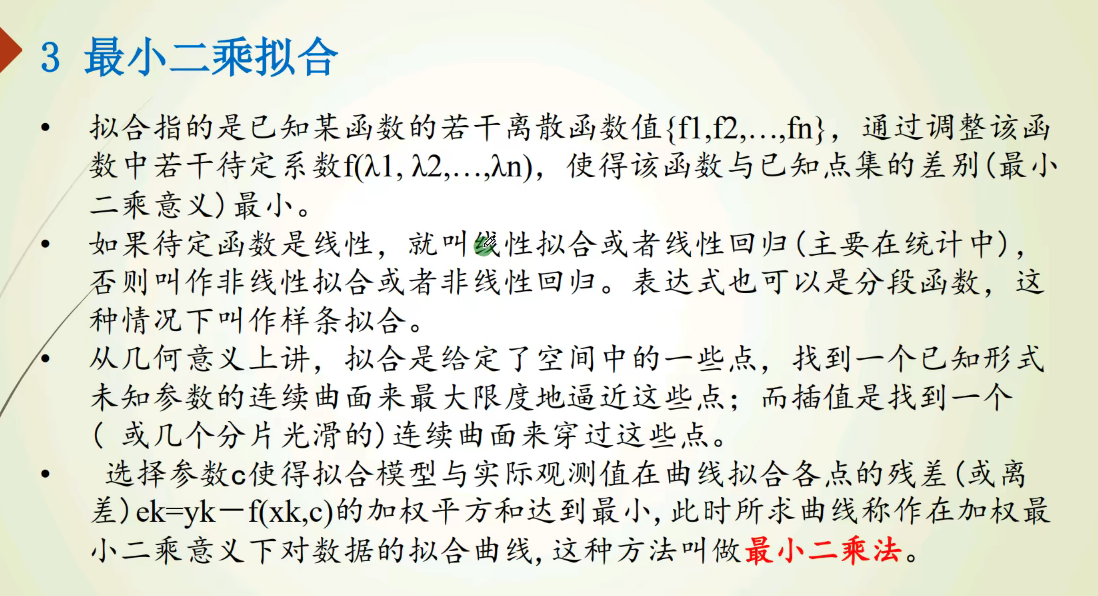 3 最小二乘拟合
• 拟合指的是已知某函数的若干离散函数值{f1,f2,…,fn}，通过调整该函
数中若干待定系数f(λ1, λ2,…,λn)，使得该函数与已知点集的差别(最小
二乘意义)最小。
• 如果待定函数是线性，就叫线性拟合或者线性回归(主要在统计中)，
否则叫作非线性拟合或者非线性回归。表达式也可以是分段函数，这
种情况下叫作样条拟合。
• 从几何意义上讲，拟合是给定了空间中的一些点，找到一个已知形式
未知参数的连续曲面来最大限度地逼近这些点；而插值是找到一个
( 或几个分片光滑的)连续曲面来穿过这些点。
• 选择参数c使得拟合模型与实际观测值在曲线拟合各点的残差(或离
差)ek=yk－f(xk,c)的加权平方和达到最小,此时所求曲线称作在加权最
小二乘意义下对数据的拟合曲线,这种方法叫做最小二乘法。